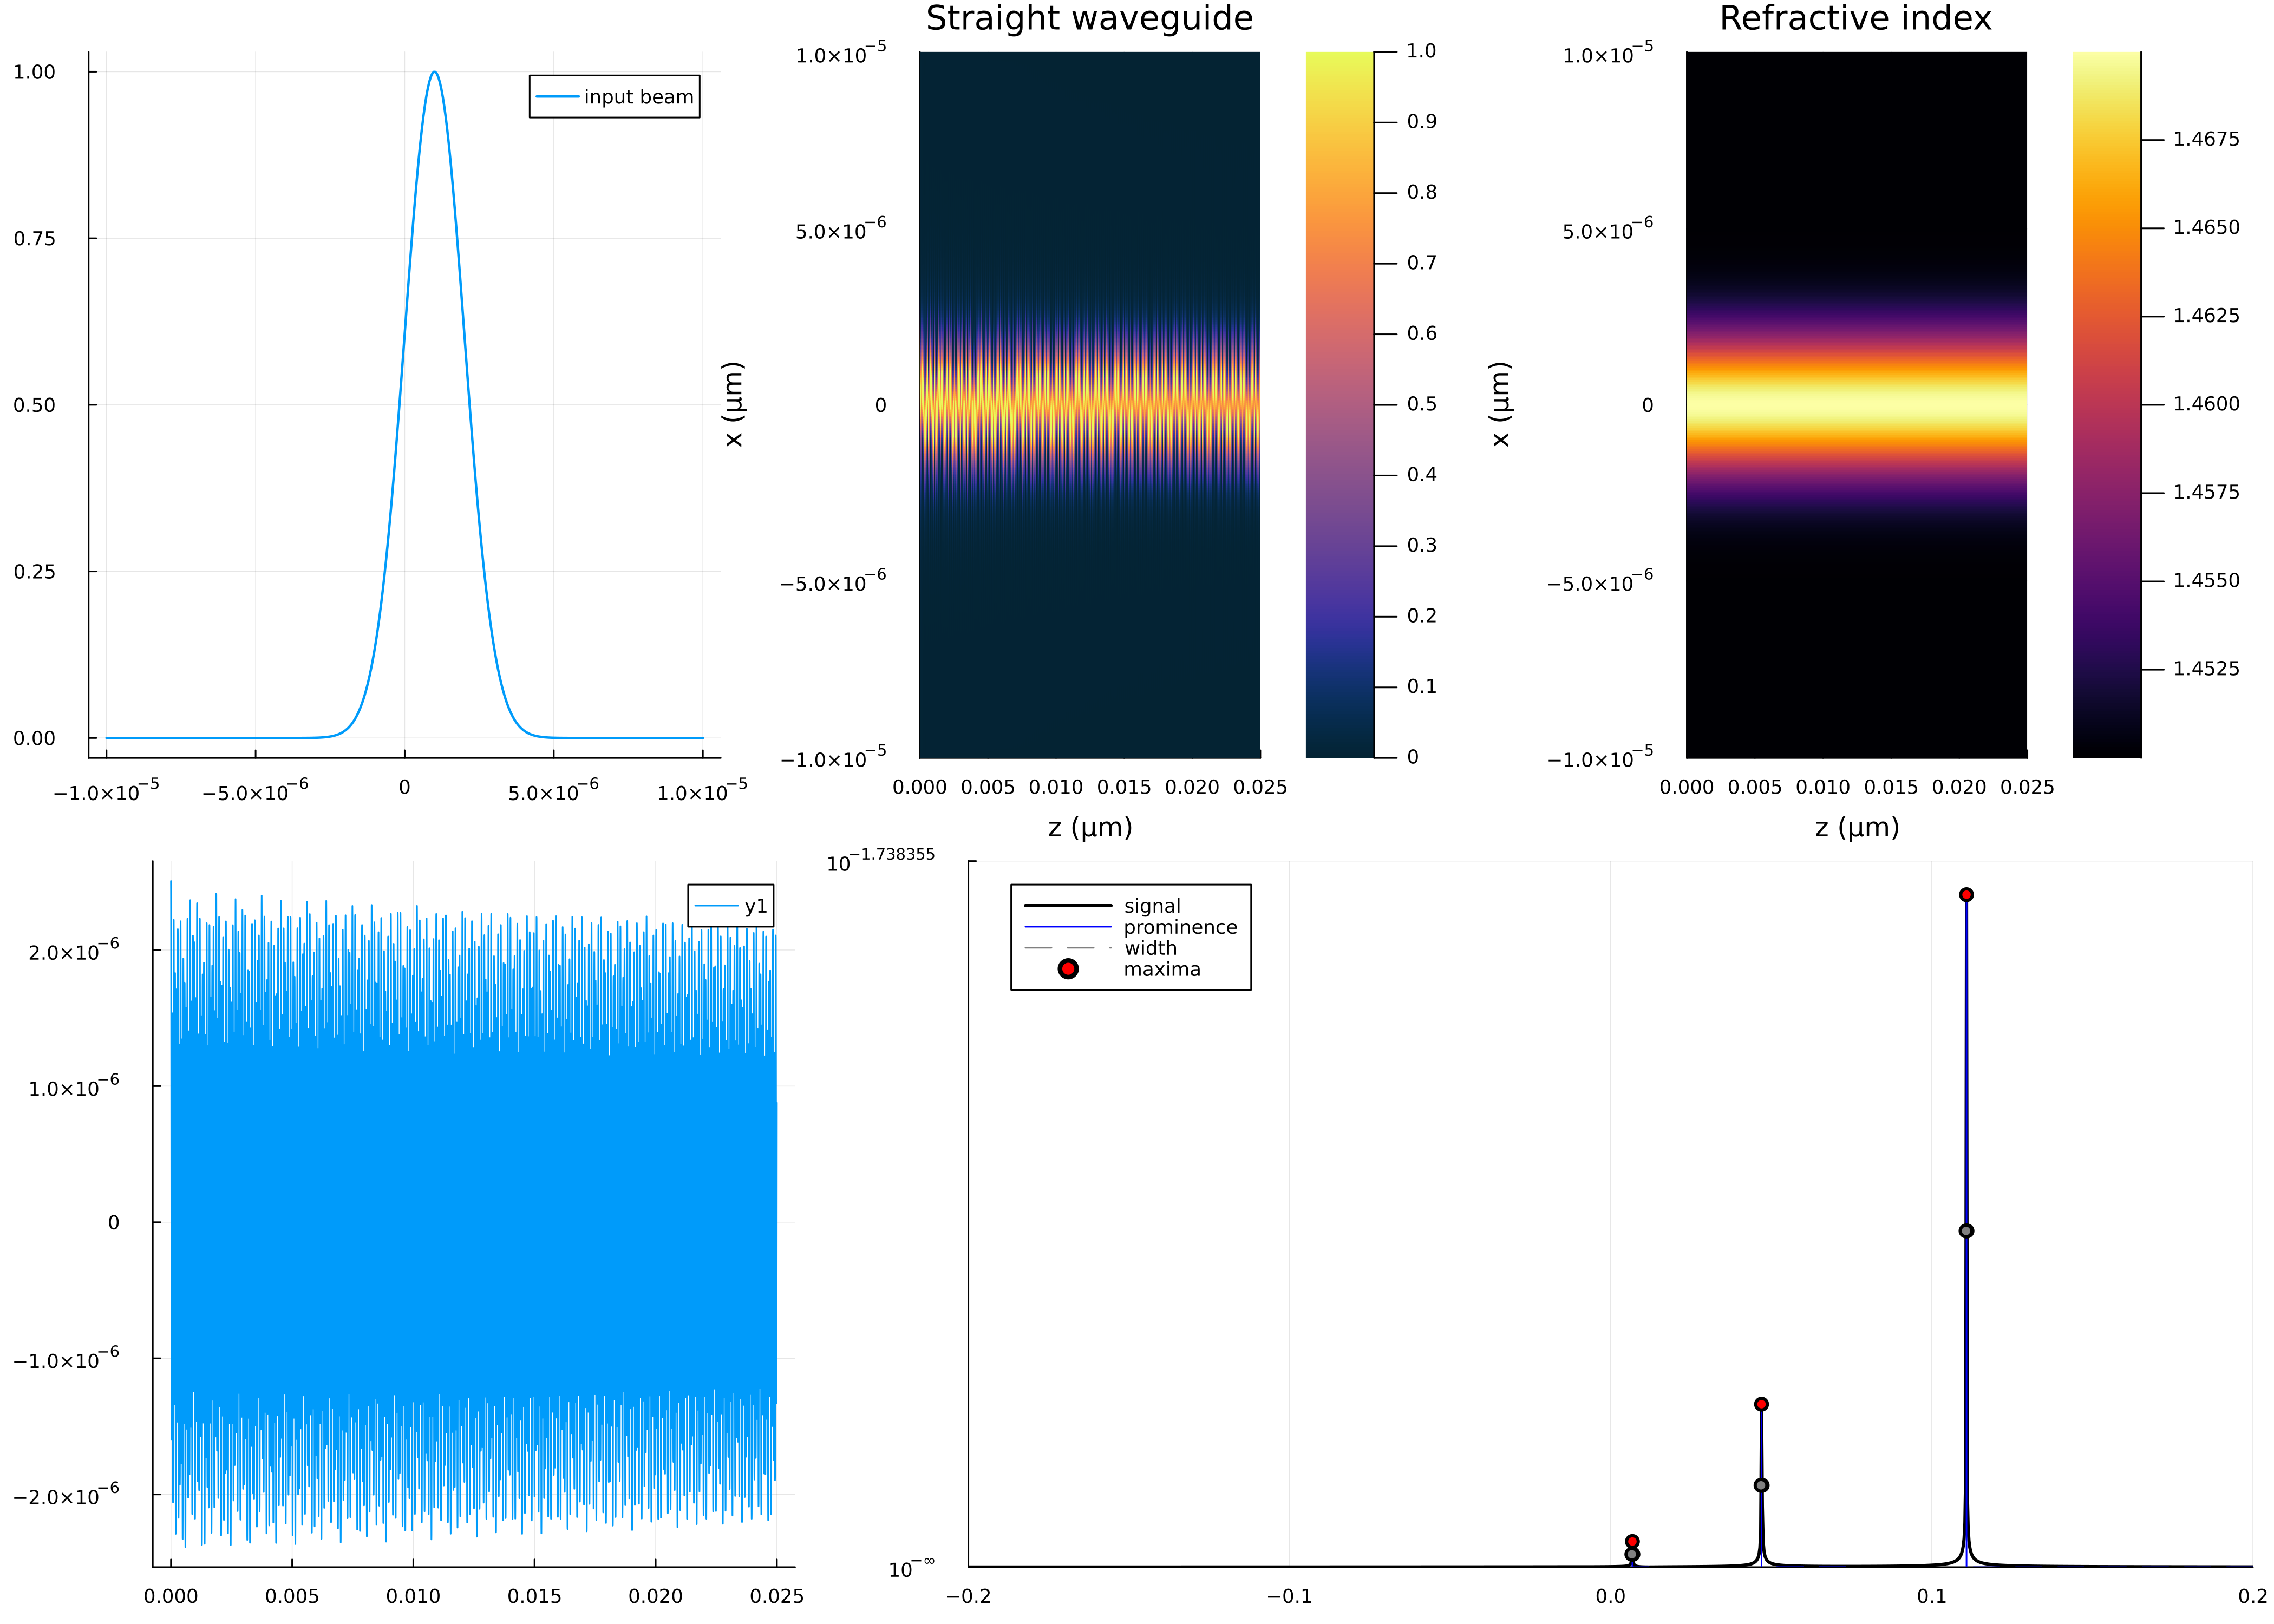 1.00
0.75
0.50
0.25
0.00
−1.0×10⁻⁵ −5.0×10⁻⁶ 0 5.0×10⁻⁶ 1.0×10⁻⁵
input beam
Straight waveguide
1.0×10⁻⁵
5.0×10⁻⁶
0
−5.0×10⁻⁶
−1.0×10⁻⁵
x (μm)
0.000 0.005 0.010 0.015 0.020 0.025
z (μm)
1.0
0.9
0.8
0.7
0.6
0.5
0.4
0.3
0.2
0.1
0
Refractive index
1.0×10⁻⁵
5.0×10⁻⁶
0
−5.0×10⁻⁶
−1.0×10⁻⁵
x (μm)
0.000 0.005 0.010 0.015 0.020 0.025
z (μm)
1.4675
1.4650
1.4625
1.4600
1.4575
1.4550
1.4525
2.0×10⁻⁶
1.0×10⁻⁶
0
−1.0×10⁻⁶
−2.0×10⁻⁶
0.000 0.005 0.010 0.015 0.020 0.025
y1
10^−1.738355
10^−∞
signal
prominence
width
maxima
−0.2 −0.1 0.0 0.1 0.2